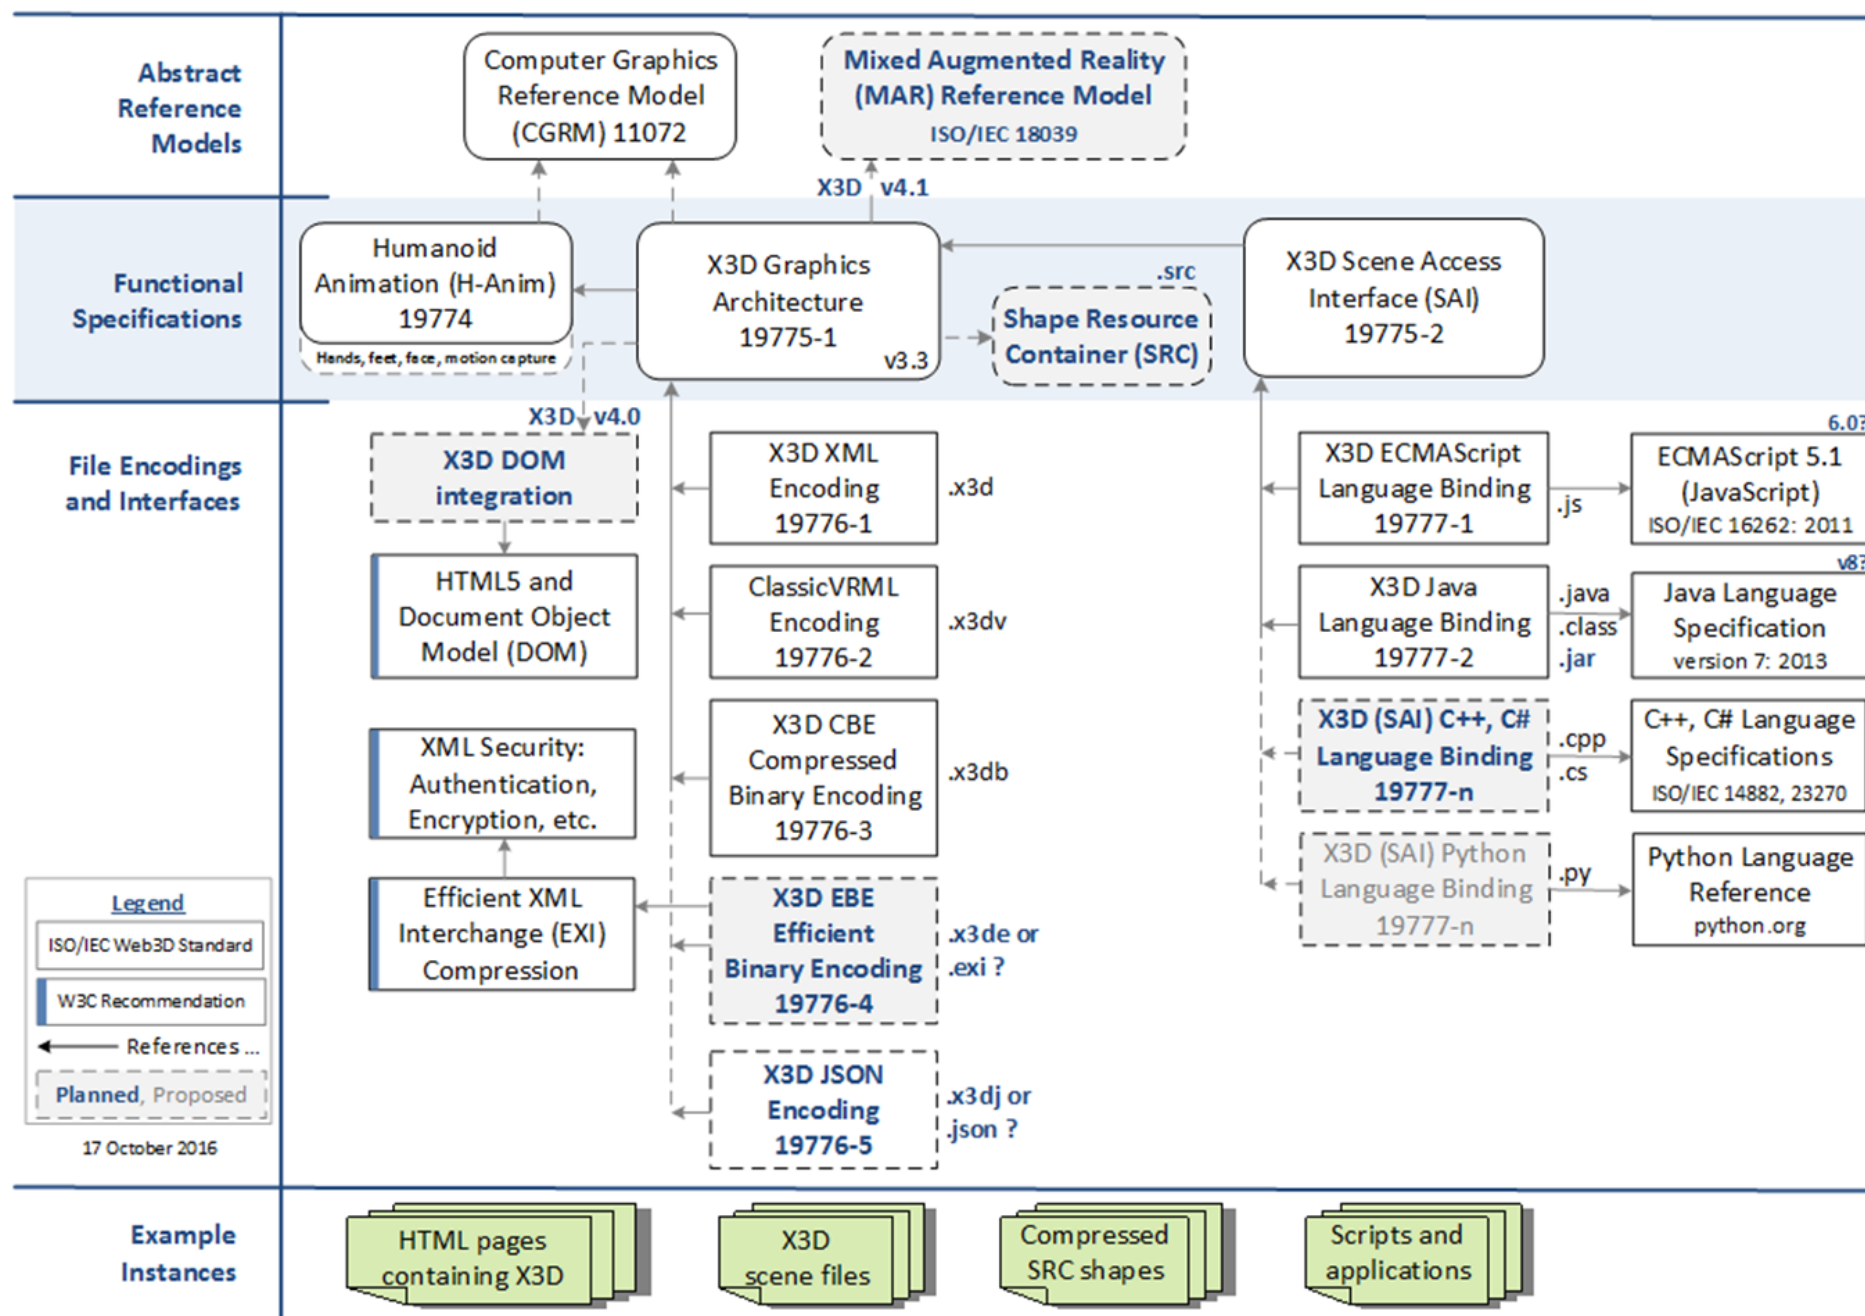 Abstract
Reference
Models
Computer Graphics
Reference Model
(CGRM) 11072
Mixed Augmented Reality
(MAR) Reference Model
ISO/IEC 18039
X3D v4.1
Functional
Specifications
Humanoid
Animation (H-Anim)
19774
Hands, feet, face, motion capture
X3D Graphics
Architecture
19775-1
v3.3
.src
Shape Resource
Container (SRC)
X3D Scene Access
Interface (SAI)
19775-2
File Encodings
and Interfaces
X3D v4.0
X3D DOM
integration
HTML5 and
Document Object
Model (DOM)
XML Security:
Authentication,
Encryption, etc.
Efficient XML
Interchange (EXI)
Compression
X3D XML
Encoding
19776-1
.x3d
ClassicVRML
Encoding
19776-2
.x3dv
X3D CBE
Compressed
Binary Encoding
19776-3
.x3db
X3D EBE
Efficient
Binary Encoding
19776-4
.x3de or
.exi ?
X3D JSON
Encoding
19776-5
.x3dj or
.json ?
X3D ECMAScript
Language Binding
19777-1
.js
6.0?
ECMAScript 5.1
(JavaScript)
ISO/IEC 16262: 2011
X3D Java
Language Binding
19777-2
.java
.class
.jar
v8?
Java Language
Specification
version 7: 2013
X3D (SAI) C++, C#
Language Binding
19777-n
.cpp
.cs
C++, C# Language
Specifications
ISO/IEC 14882, 23270
X3D (SAI) Python
Language Binding
19777-n
.py
Python Language
Reference
python.org
Legend
ISO/IEC Web3D Standard
W3C Recommendation
References ...
Planned, Proposed
17 October 2016
Example
Instances
HTML pages
containing X3D
X3D
scene files
Compressed
SRC shapes
Scripts and
applications